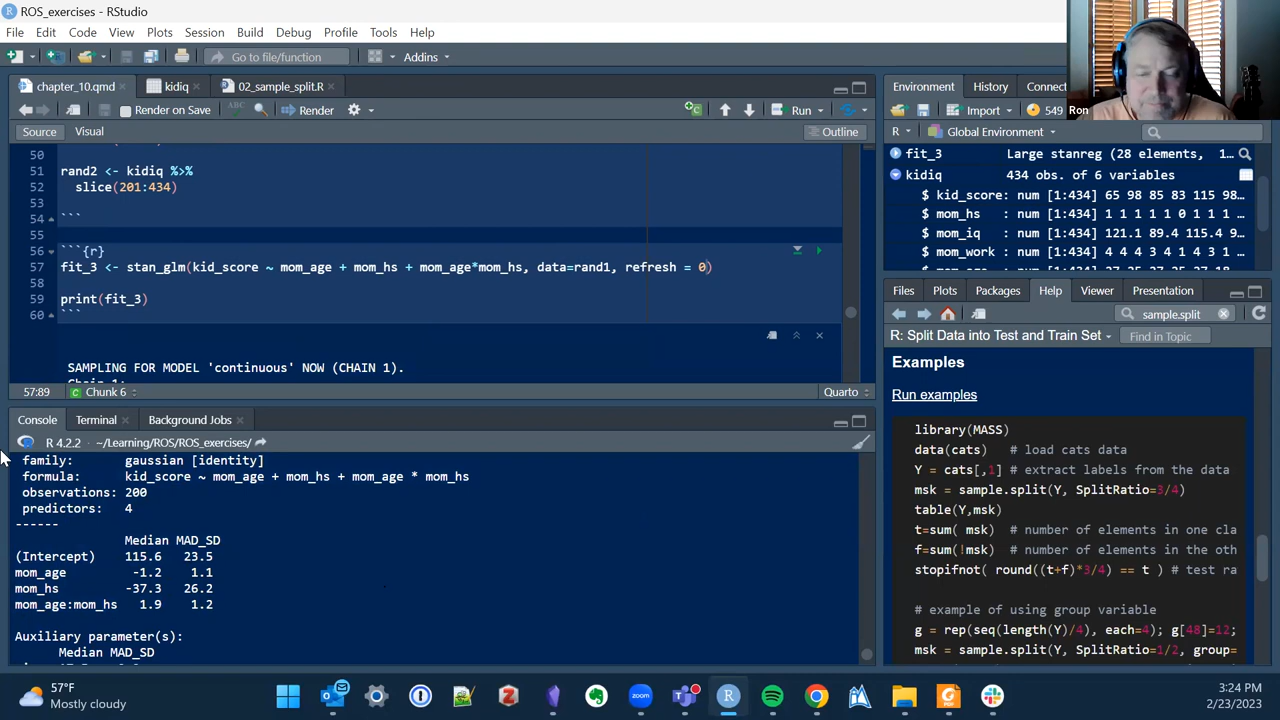 ROS_exercises - RStudio
File Edit Code View Plots Session Build Debug Profile Tools Help
Go to file/function Addins
chapter_10.qmd kidiq 02_sample_split.R
Render on Save Render Run
Source Visual Outline
50
51 rand2 <- kidiq %>%
52 slice(201:434)
53
54 ```
55
56 ```{r}
57 fit_3 <- stan_glm(kid_score ~ mom_age + mom_hs + mom_age*mom_hs, data=rand1, refresh = 0)
58
59 print(fit_3)
60 ```
SAMPLING FOR MODEL 'continuous' NOW (CHAIN 1).
57:89 Chunk 6 Quarto
Console Terminal Background Jobs
R 4.2.2 · ~/Learning/ROS/ROS_exercises/
family: gaussian [identity]
formula: kid_score ~ mom_age + mom_hs + mom_age * mom_hs
observations: 200
predictors: 4
------
Median MAD_SD
(Intercept) 115.6 23.5
mom_age -1.2 1.1
mom_hs -37.3 26.2
mom_age:mom_hs 1.9 1.2
Auxiliary parameter(s):
Median MAD_SD
Ron
Environment History Connec
Import 549
R Global Environment
fit_3 Large stanreg (28 elements, 1...
kidiq 434 obs. of 6 variables
$ kid_score: num [1:434] 65 98 85 83 115 98...
$ mom_hs : num [1:434] 1 1 1 1 1 0 1 1 1
$ mom_iq : num [1:434] 121.1 89.4 115.4 9...
$ mom_work : num [1:434] 4 4 4 3 4 1 4 3 1
Files Plots Packages Help Viewer Presentation
sample.split
R: Split Data into Test and Train Set Find in Topic
Examples
Run examples
library(MASS)
data(cats) # load cats data
Y = cats[,1] # extract labels from the data
msk = sample.split(Y, SplitRatio=3/4)
table(Y,msk)
t=sum( msk) # number of elements in one cla
f=sum(!msk) # number of elements in the oth
stopifnot( round((t+f)*3/4) == t ) # test ra
# example of using group variable
g = rep(seq(length(Y)/4), each=4); g[48]=12;
msk = sample.split(Y, SplitRatio=1/2, group=
57°F
Mostly cloudy
zoom
3:24 PM
2/23/2023